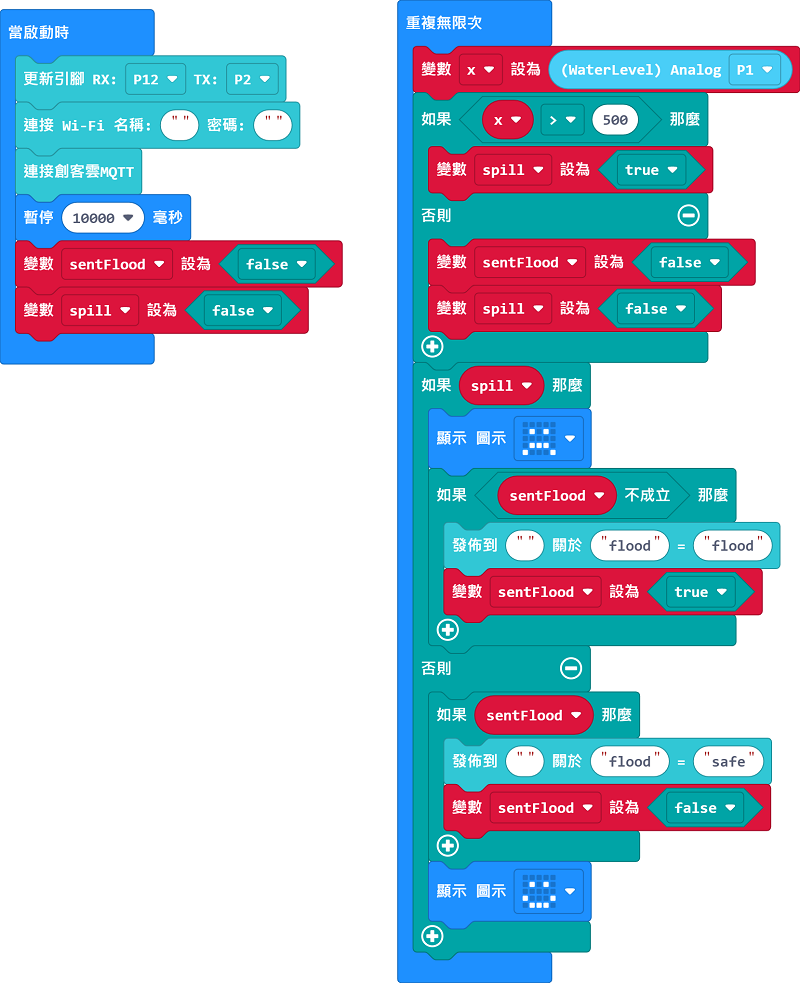 當啟動時
更新引腳 RX: P12 TX: P2
連接 Wi-Fi 名稱: " " 密碼: " "
連接創客雲MQTT
暫停 10000 毫秒
變數 sentFlood 設為 false
變數 spill 設為 false
重複無限次
變數 x 設為 (WaterLevel) Analog P1
如果 x > 500 那麼
變數 spill 設為 true
否則
變數 sentFlood 設為 false
變數 spill 設為 false
如果 spill 那麼
顯示 圖示
如果 sentFlood 不成立 那麼
發佈到 " " 關於 "flood" = "flood"
變數 sentFlood 設為 true
否則
如果 sentFlood 那麼
發佈到 " " 關於 "flood" = "safe"
變數 sentFlood 設為 false
顯示 圖示